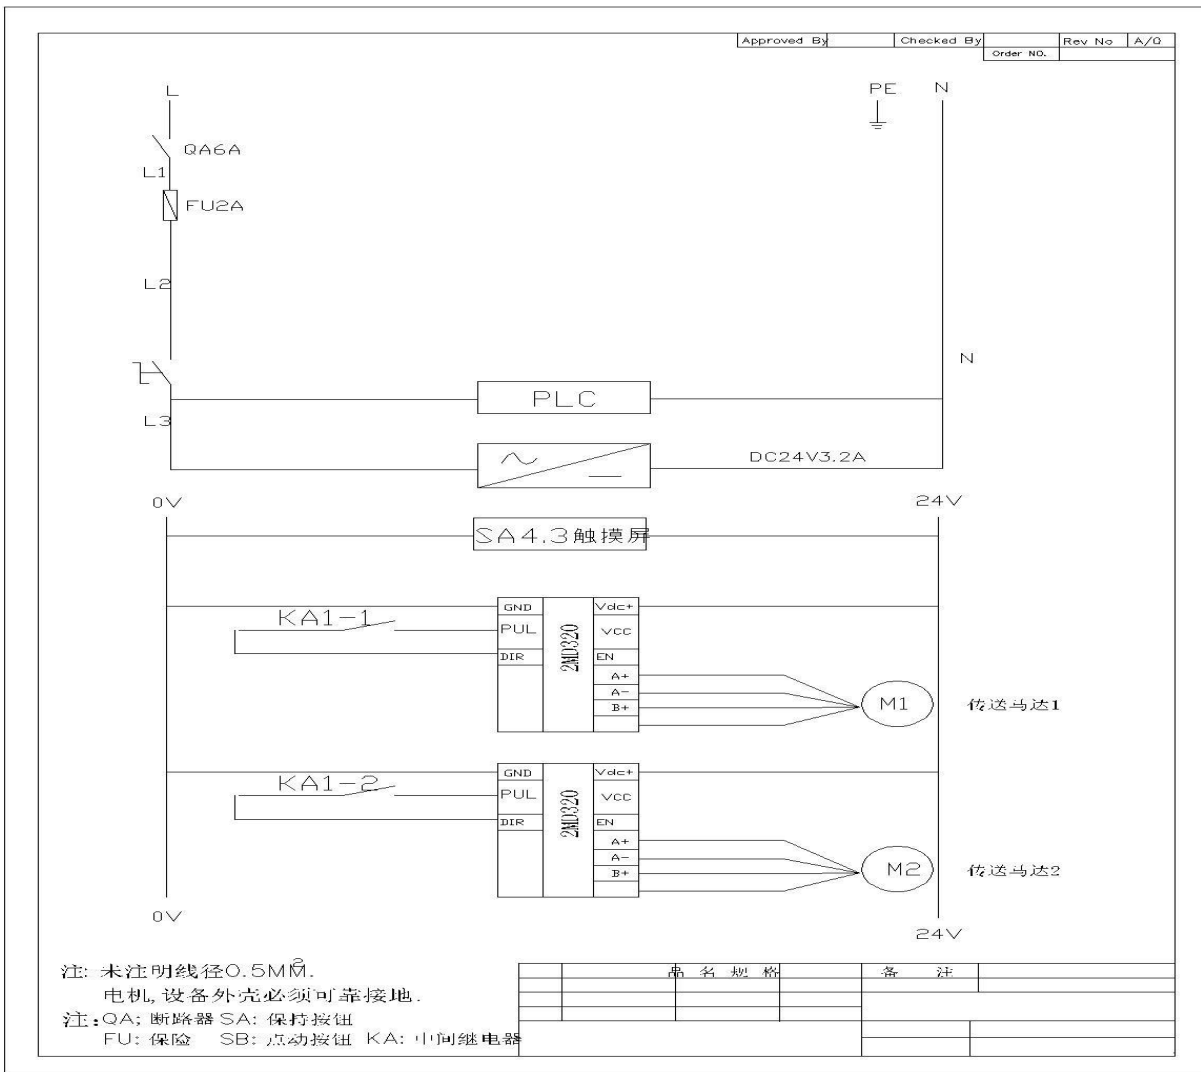 Approved By Checked By Rev No A/0
Order NO.
L PE N
QA6A
L1
FU2A
L2
N
PLC
L3
DC24V3.2A
0V 24V
SA4.3触摸屏
GND Vdc+
KA1-1
PUL VCC
2MD320
DIR EN
A+
A-
B+
M1 传送马达1
GND Vdc+
KA1-2
PUL VCC
2MD320
DIR EN
A+
A-
B+
M2 传送马达2
0V
24V
注: 未注明线径0.5MM².
电机,设备外壳必须可靠接地.
注:QA; 断路器 SA: 保持按钮
FU: 保险 SB: 点动按钮 KA: 中间继电器
品名规格 备注